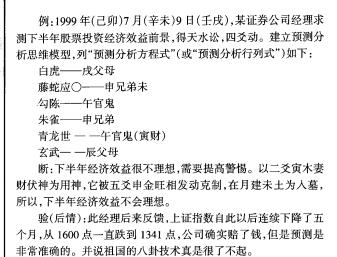 例:1999年(己卯)7月(辛未)9日(壬戌),某证券公司经理求
测下半年股票投资经济效益前景,得天水讼,四爻动。建立预测分
析思维模型,列“预测分析方程式”(或“预测分析行列式”)如下:
白虎——戌父母
螣蛇应〇——申兄弟未
勾陈——午官鬼
朱雀——申兄弟
青龙世— —午官鬼(寅财)
玄武— —辰父母
断:下半年经济效益很不理想,需要提高警惕。以二爻寅木妻
财伏神为用神,它被五爻申金旺相发动克制,在月建未土为入墓,
所以,下半年经济效益不会理想。
验(后情):此经理后来反馈,上证指数自此以后连续下降了五
个月,从1600点一直跌到1341点,公司确实赔了钱,但是预测是
非常准确的。并说祖国的八卦技术真是很了不起。